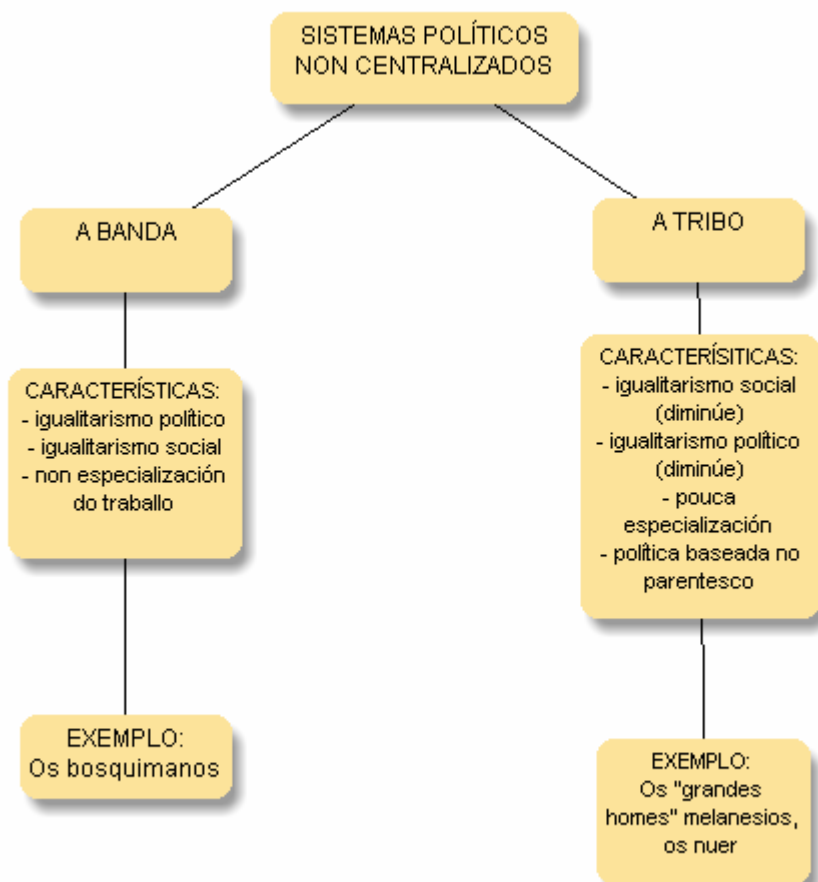 SISTEMAS POLÍTICOS
NON CENTRALIZADOS
A BANDA
CARACTERÍSTICAS:
- igualitarismo político
- igualitarismo social
- non especialización
do traballo
EXEMPLO:
Os bosquimanos
A TRIBO
CARACTERÍSITICAS:
- igualitarismo social
(diminúe)
- igualitarismo político
(diminúe)
- pouca
especialización
- política baseada no
parentesco
EXEMPLO:
Os "grandes
homes" melanesios,
os nuer